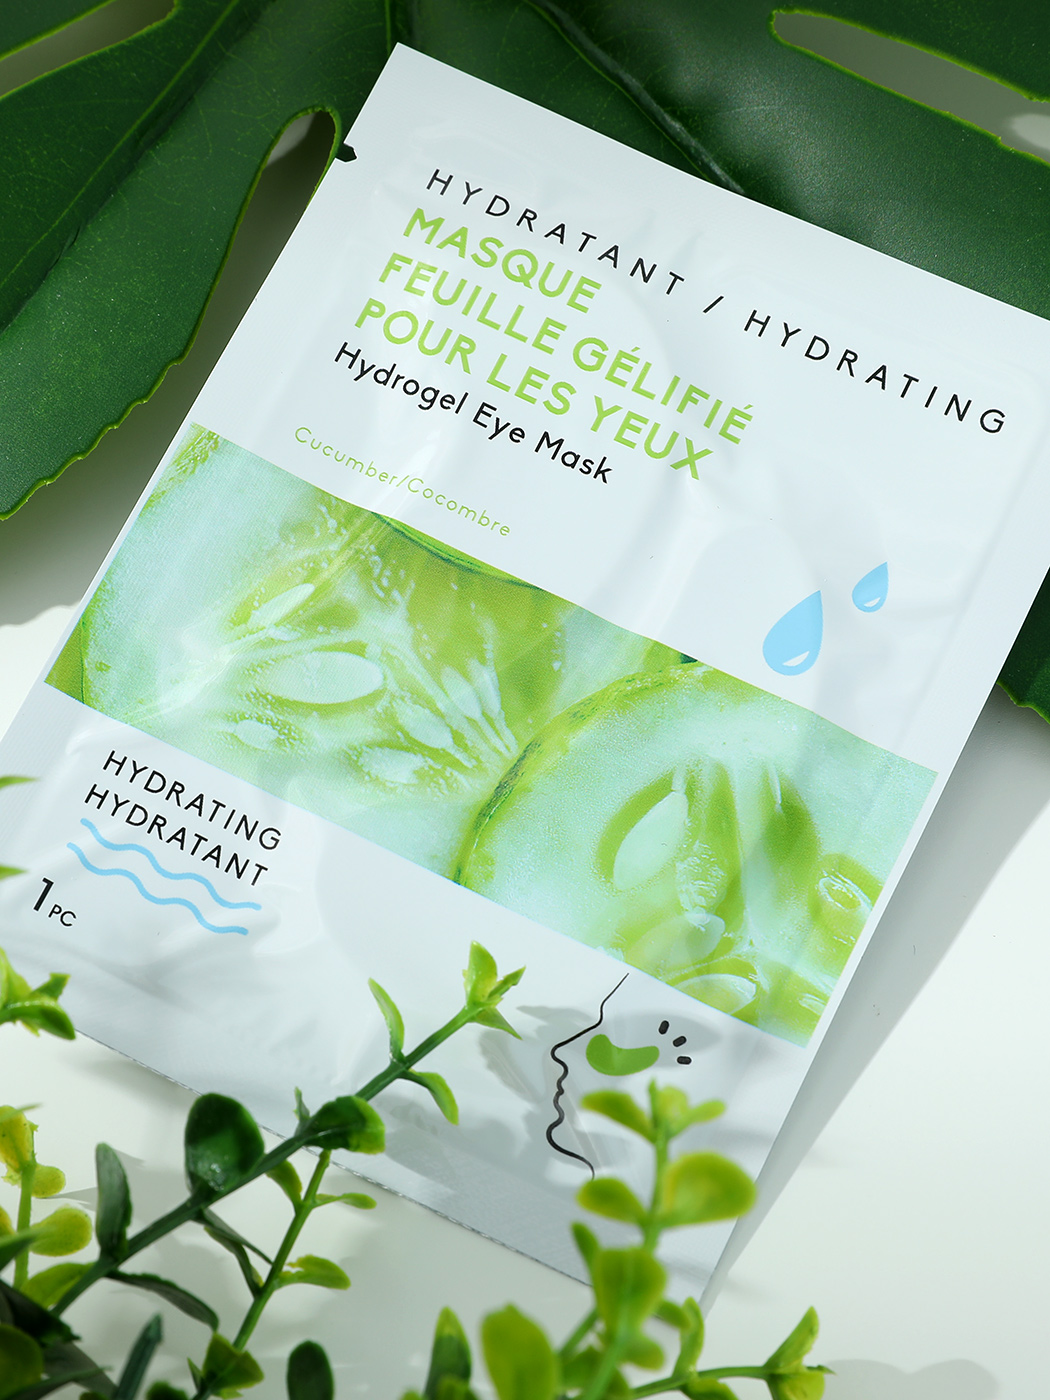 HYDRATANT / HYDRATING
MASQUE
FEUILLE GÉLIFIÉ
POUR LES YEUX
Hydrogel Eye Mask
Cucumber/Cocombre
HYDRATING
HYDRATANT
1PC